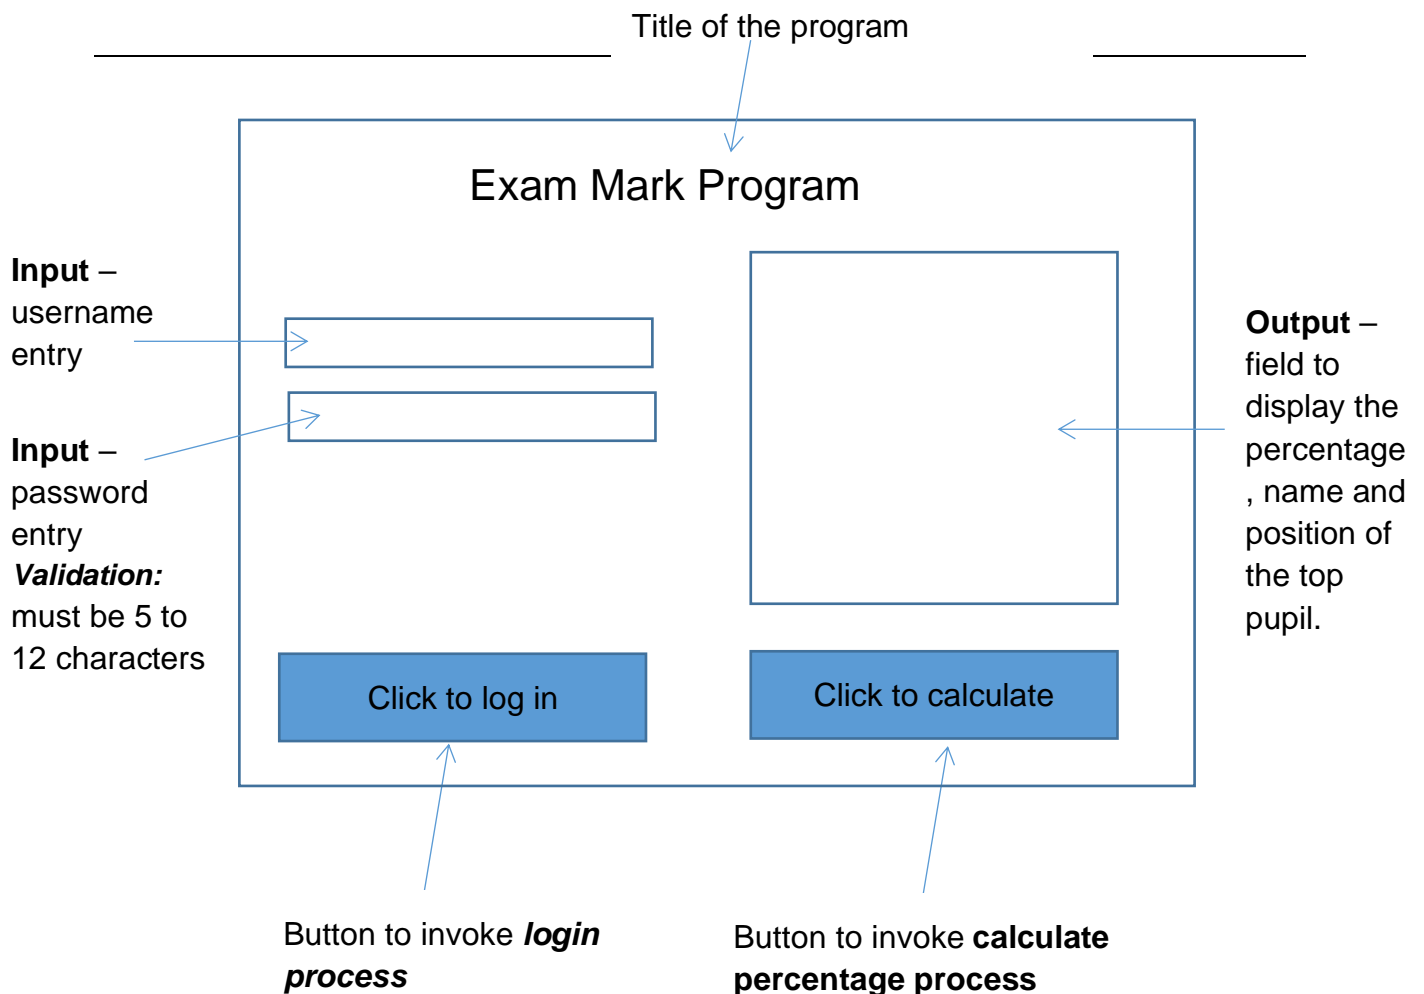 Title of the program
Exam Mark Program
Input –
username
entry
Input –
password
entry
Validation:
must be 5 to
12 characters
Output –
field to
display the
percentage
, name and
position of
the top
pupil.
Click to log in
Click to calculate
Button to invoke login
process
Button to invoke calculate
percentage process